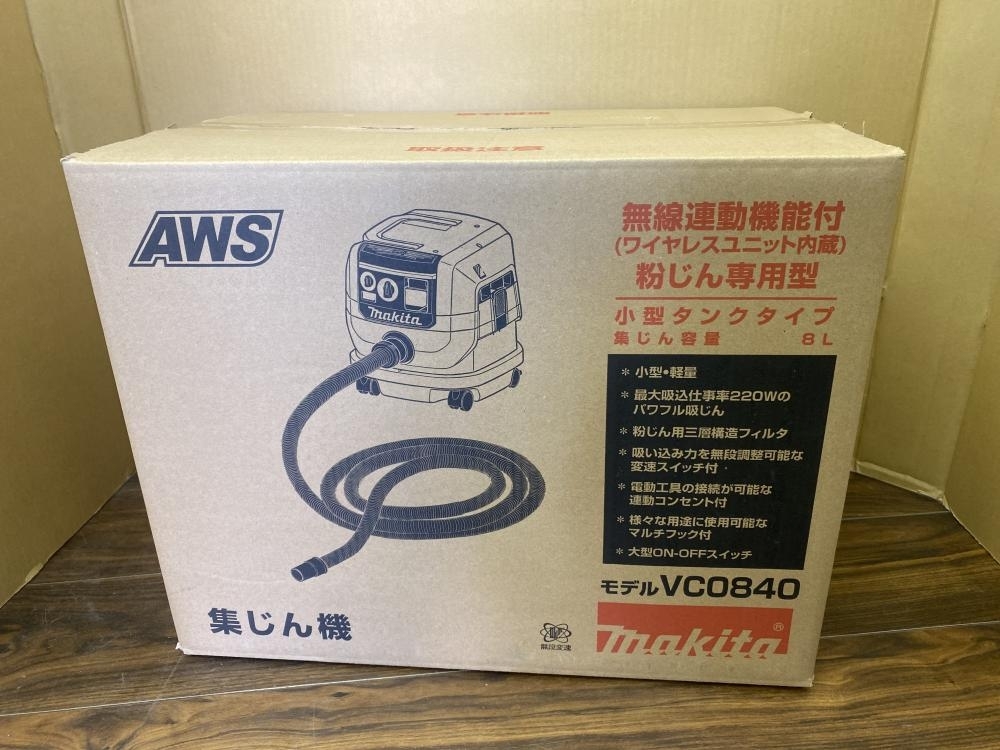 取扱注意
AWS
makita
無線連動機能付
(ワイヤレスユニット内蔵)
粉じん専用型
小型タンクタイプ
集じん容量 8L
* 小型・軽量
* 最大吸込仕事率220Wの
パワフル吸じん
* 粉じん用三層構造フィルタ
* 吸い込み力を無段調整可能な
変速スイッチ付
* 電動工具の接続が可能な
連動コンセント付
* 様々な用途に使用可能な
マルチフック付
* 大型ON-OFFスイッチ
モデルVC0840
集じん機
無段変速
makita®